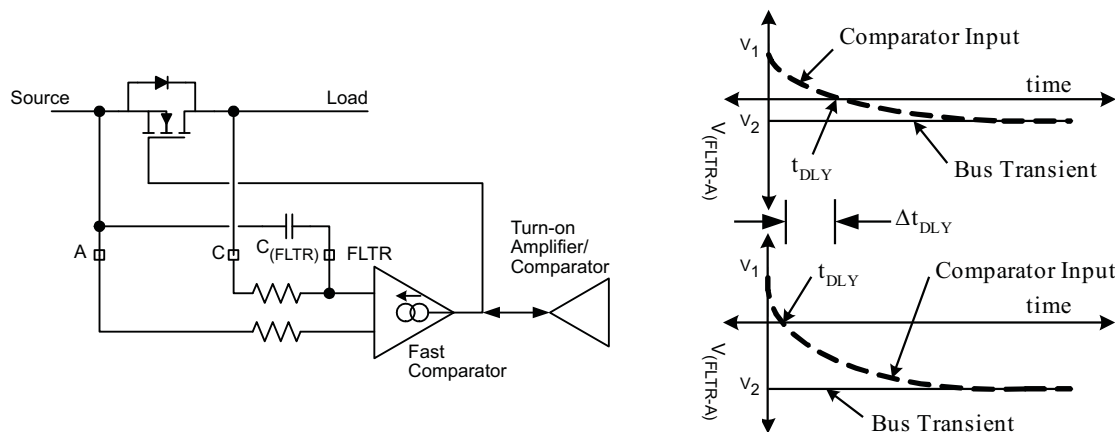 Source
Load
A
C
C(FLTR)
FLTR
Turn-on
Amplifier/
Comparator
Fast
Comparator
V1
Comparator Input
time
V2
V(FLTR-A)
tDLY
Bus Transient
ΔtDLY
V1
tDLY
Comparator Input
time
V(FLTR-A)
V2
Bus Transient